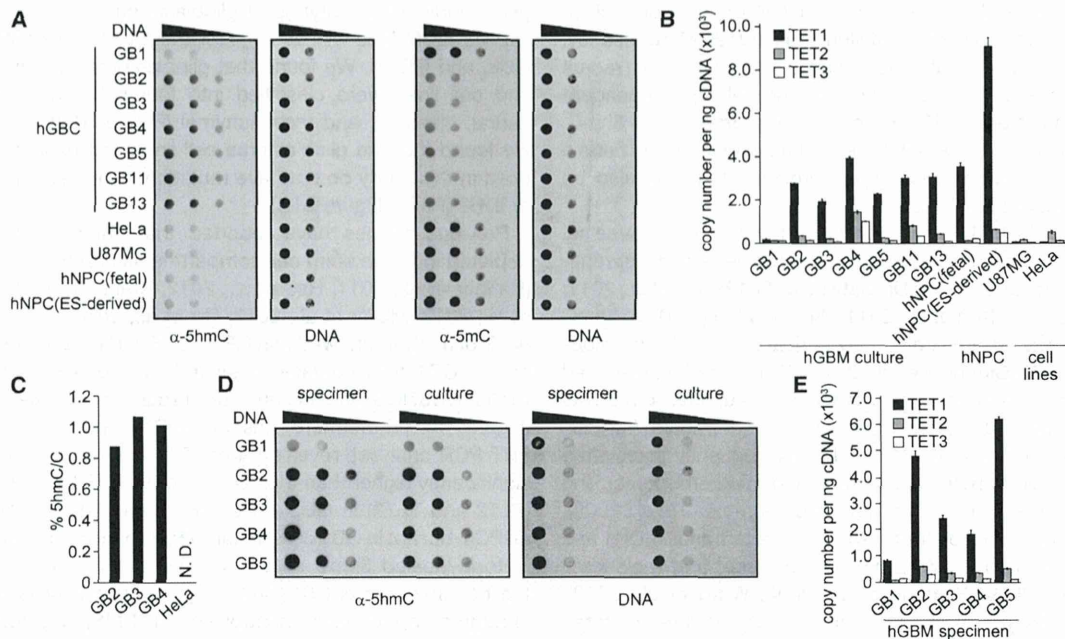 A
DNA
hGBC
GB1
GB2
GB3
GB4
GB5
GB11
GB13
HeLa
U87MG
hNPC(fetal)
hNPC(ES-derived)
α-5hmC
DNA
α-5mC
DNA
B
copy number per ng cDNA (x10³)
10.0
8.0
6.0
4.0
2.0
0
TET1
TET2
TET3
GB1
GB2
GB3
GB4
GB5
GB11
GB13
hNPC(fetal)
hNPC(ES-derived)
U87MG
HeLa
hGBM culture
hNPC
cell
lines
C
% 5hmC/C
1.2
1.0
0.8
0.6
0.4
0.2
0
N. D.
GB2
GB3
GB4
HeLa
D
specimen culture specimen culture
DNA
GB1
GB2
GB3
GB4
GB5
α-5hmC
DNA
E
copy number per ng cDNA (x10³)
7.0
6.0
5.0
4.0
3.0
2.0
1.0
0
TET1
TET2
TET3
GB1
GB2
GB3
GB4
GB5
hGBM specimen